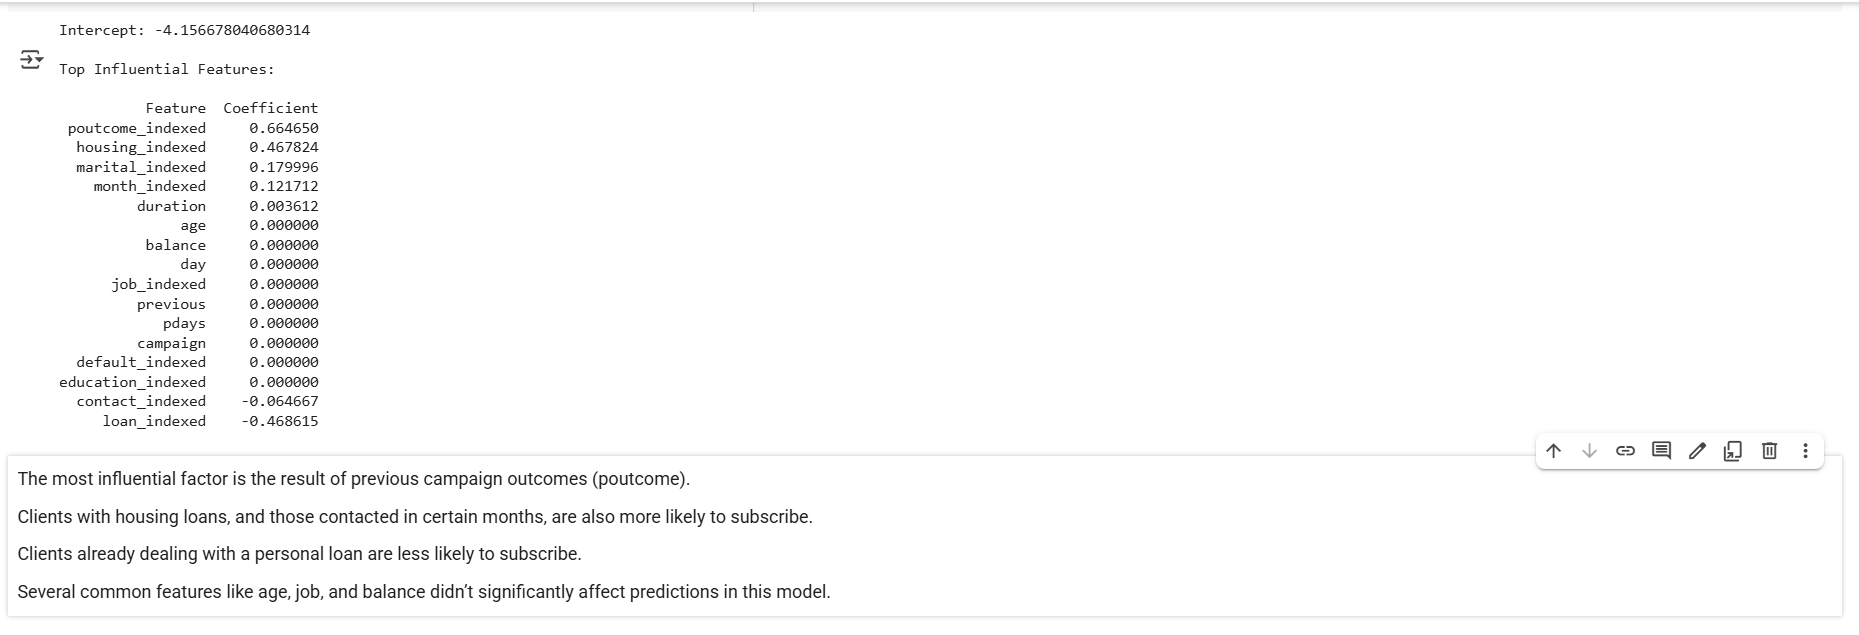 Intercept: -4.156678040680314
Top Influential Features:
Feature Coefficient
poutcome_indexed 0.664650
housing_indexed 0.467824
marital_indexed 0.179996
month_indexed 0.121712
duration 0.003612
age 0.000000
balance 0.000000
day 0.000000
job_indexed 0.000000
previous 0.000000
pdays 0.000000
campaign 0.000000
default_indexed 0.000000
education_indexed 0.000000
contact_indexed -0.064667
loan_indexed -0.468615
The most influential factor is the result of previous campaign outcomes (poutcome).
Clients with housing loans, and those contacted in certain months, are also more likely to subscribe.
Clients already dealing with a personal loan are less likely to subscribe.
Several common features like age, job, and balance didn’t significantly affect predictions in this model.